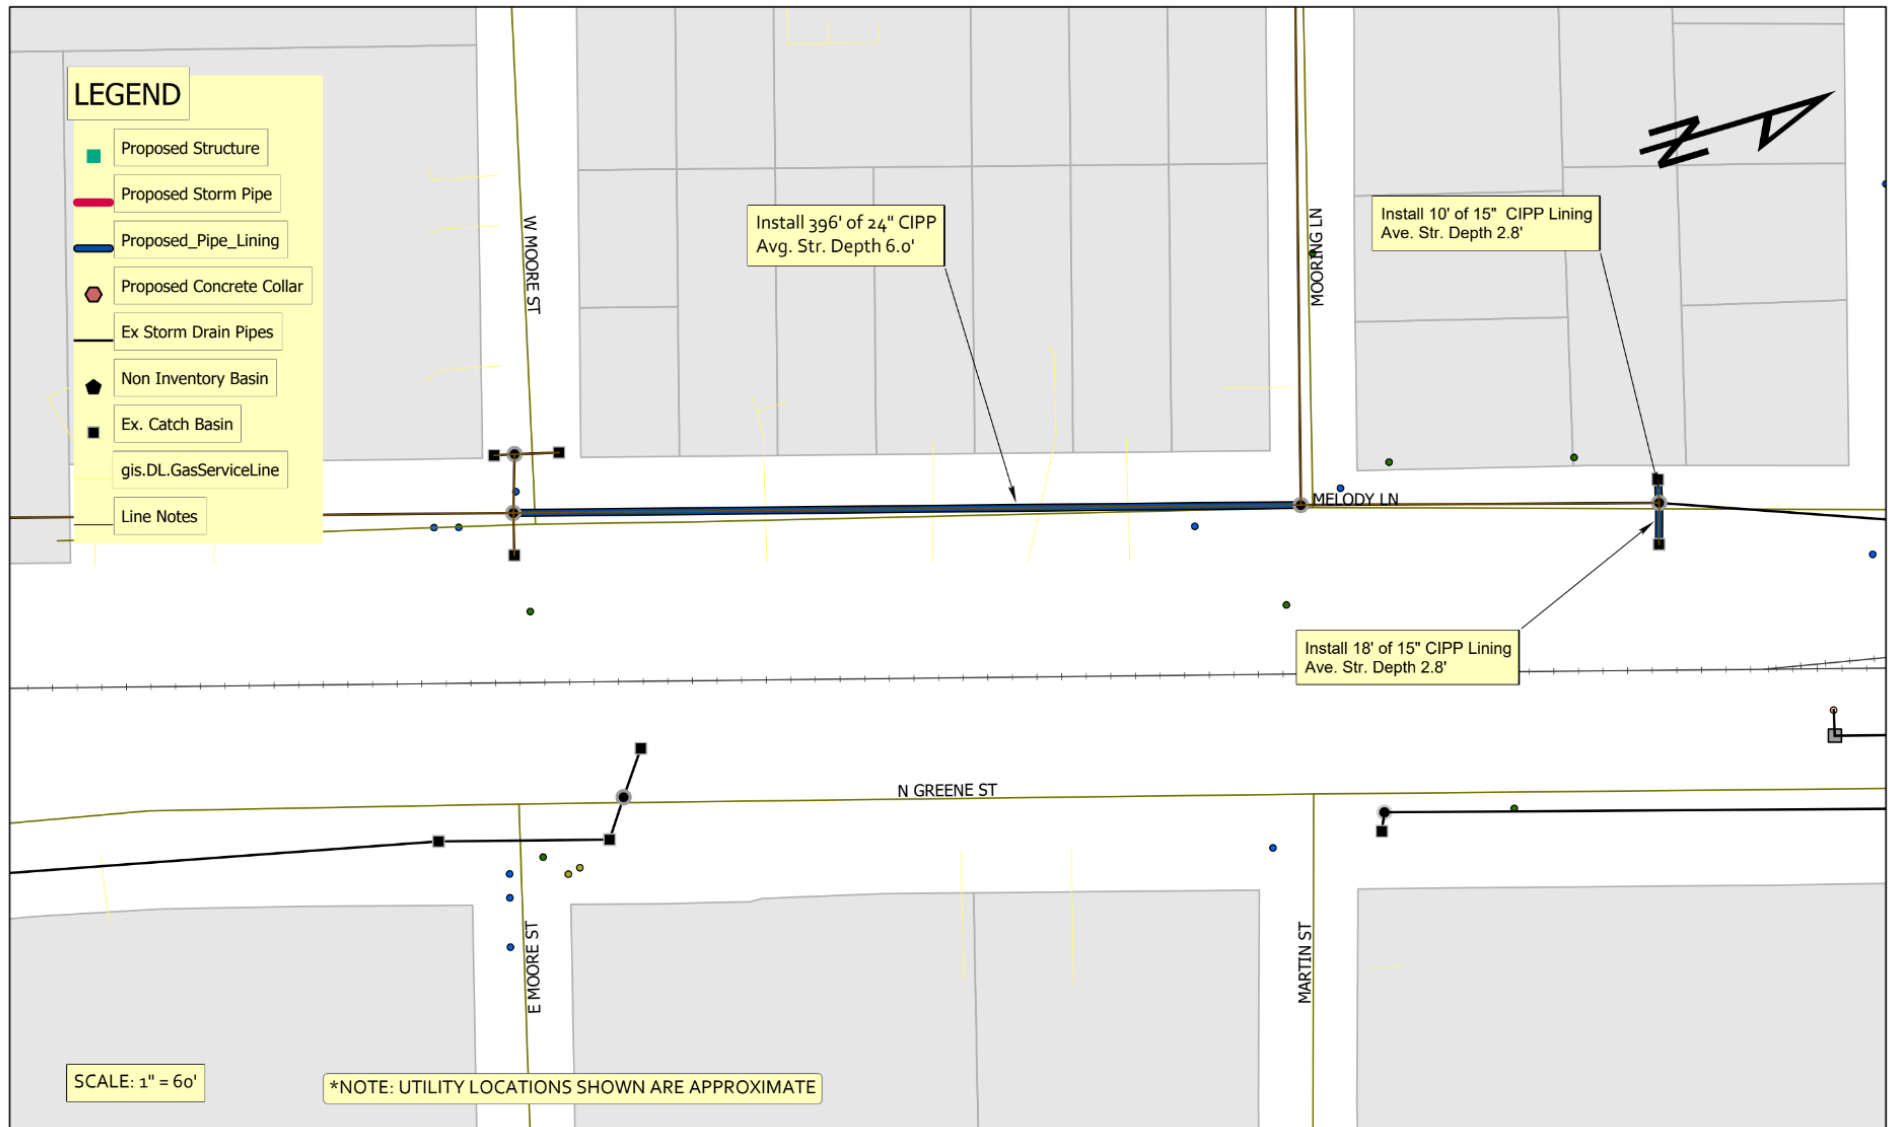 LEGEND
Proposed Structure
Proposed Storm Pipe
Proposed_Pipe_Lining
Proposed Concrete Collar
Ex Storm Drain Pipes
Non Inventory Basin
Ex. Catch Basin
gis.DL.GasServiceLine
Line Notes
W MOORE ST
Install 396' of 24" CIPP
Avg. Str. Depth 6.0'
MOORING LN
Install 10' of 15" CIPP Lining
Ave. Str. Depth 2.8'
N
MELODY LN
Install 18' of 15" CIPP Lining
Ave. Str. Depth 2.8'
N GREENE ST
E MOORE ST
MARTIN ST
SCALE: 1" = 60'
*NOTE: UTILITY LOCATIONS SHOWN ARE APPROXIMATE